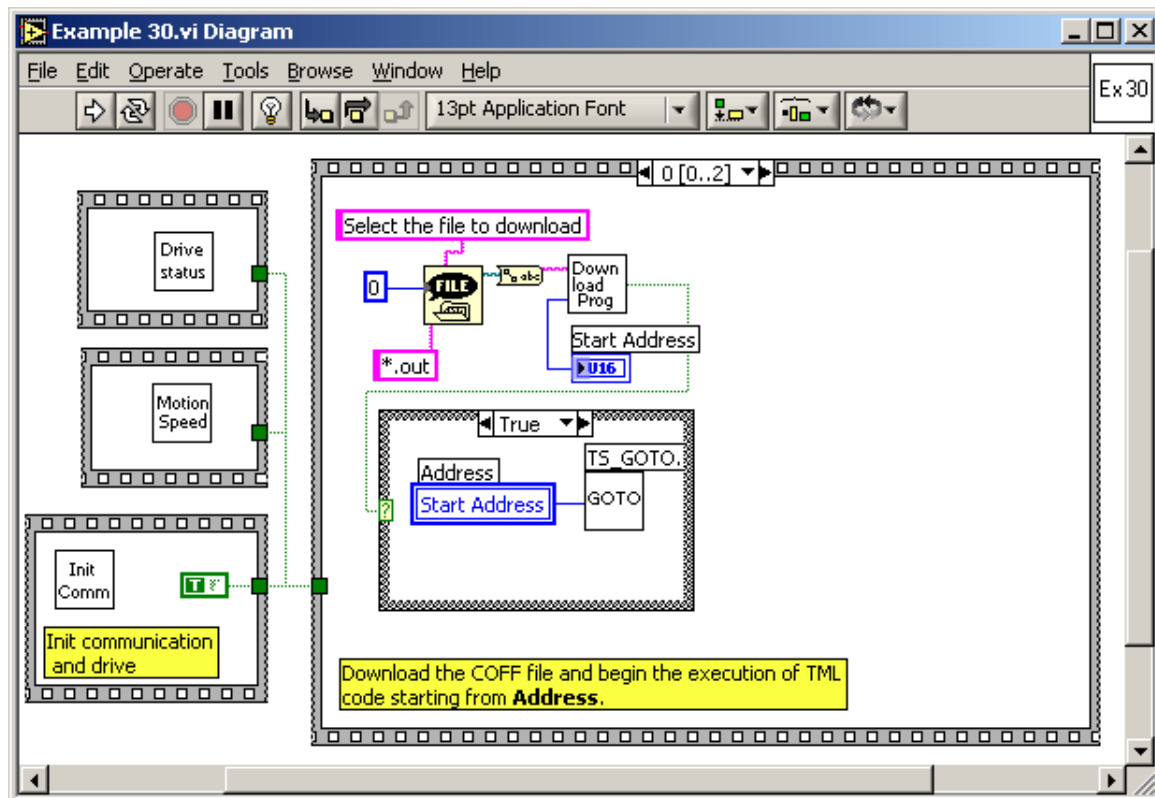 Example 30.vi Diagram
File Edit Operate Tools Browse Window Help
13pt Application Font
Ex 30
0 [0..2]
Drive
status
Motion
Speed
Init
Comm
T
Init communication
and drive
Select the file to download
0
FILE
abc
Down
load
Prog
*.out
Start Address
U16
True
?
Address
Start Address
TS_GOTO.
GOTO
Download the COFF file and begin the execution of TML
code starting from Address.